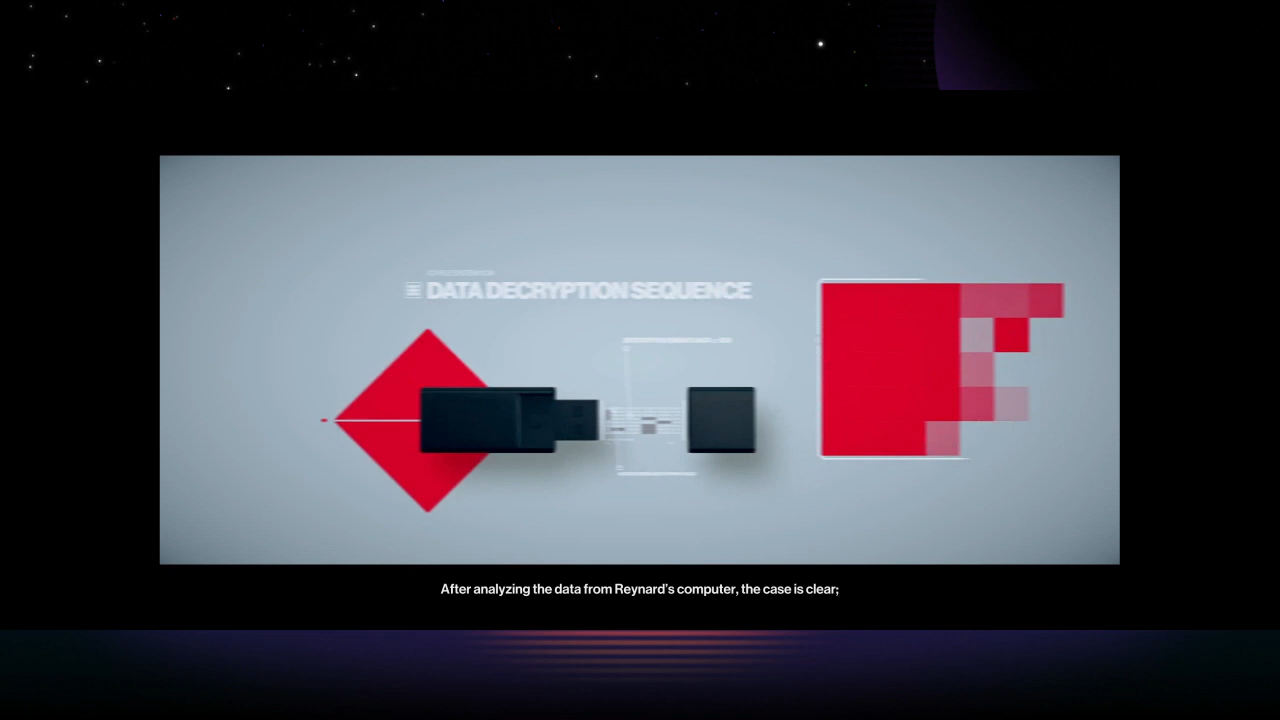 DATA DECRYPTION SEQUENCE
After analyzing the data from Reynard's computer, the case is clear;